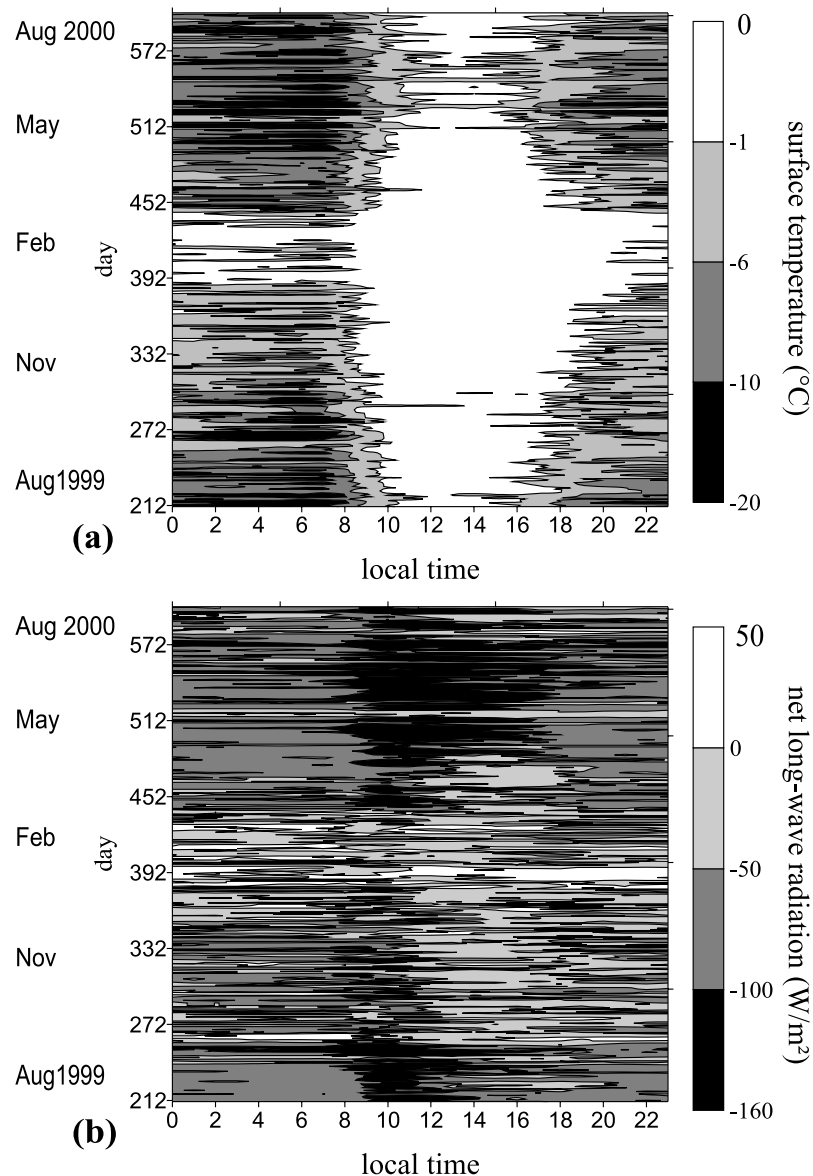 Aug 2000
572
May
512
452
Feb
day
392
Nov
332
272
Aug1999
212
0 2 4 6 8 10 12 14 16 18 20 22
(a)
local time
0
-1
-6
-10
-20
surface temperature (°C)
Aug 2000
572
May
512
452
Feb
day
392
Nov
332
272
Aug1999
212
0 2 4 6 8 10 12 14 16 18 20 22
(b)
local time
50
0
-50
-100
-160
net long-wave radiation (W/m²)